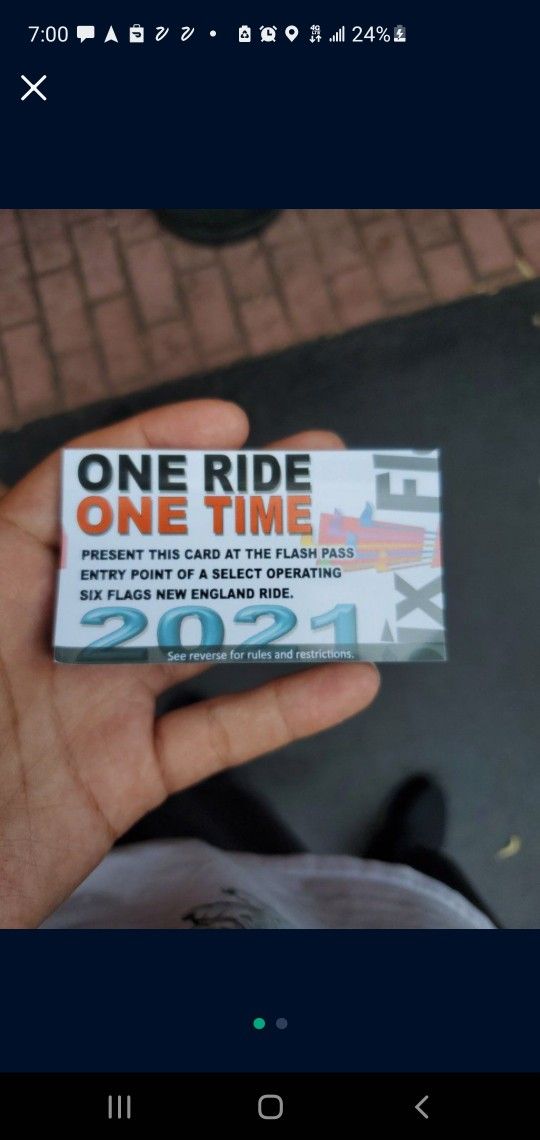 7:00
24%
ONE RIDE
ONE TIME
PRESENT THIS CARD AT THE FLASH PASS
ENTRY POINT OF A SELECT OPERATING
SIX FLAGS NEW ENGLAND RIDE.
2021
See reverse for rules and restrictions.